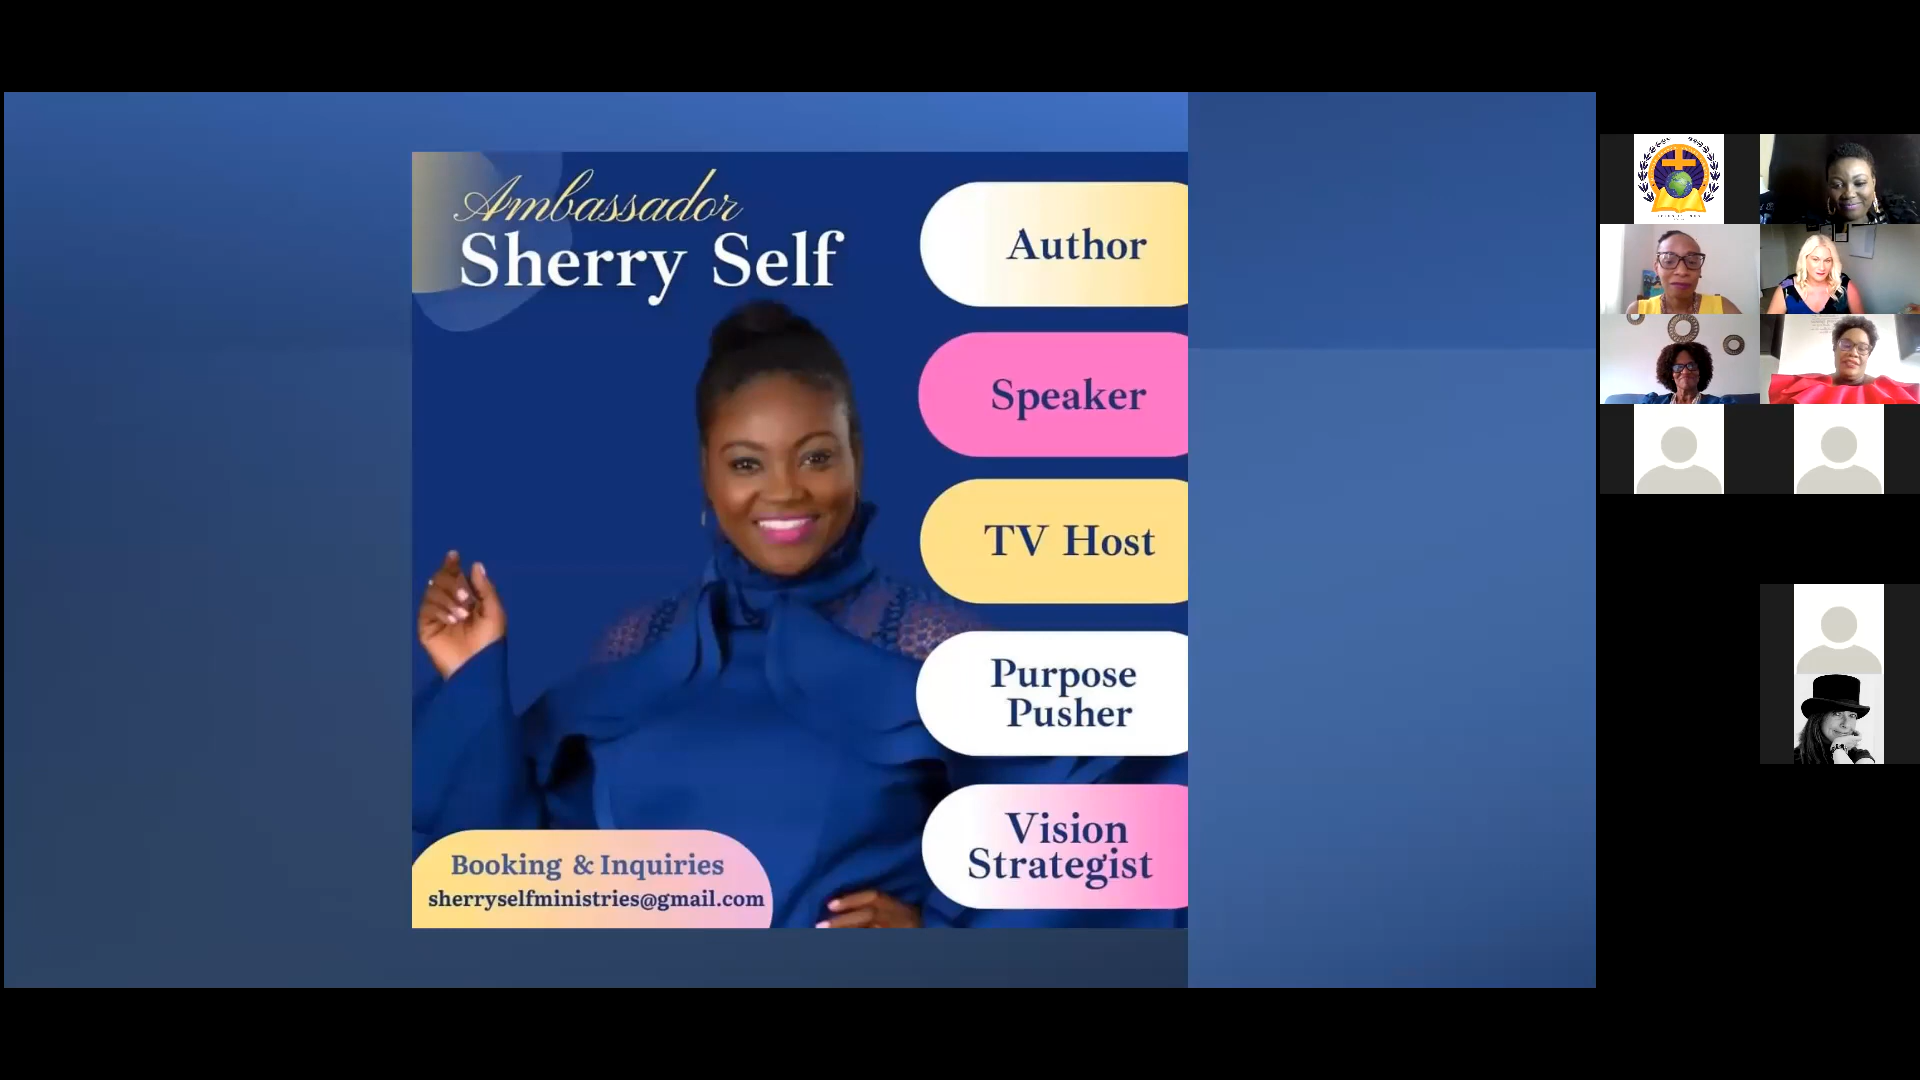 Ambassador
Sherry Self
Author
Speaker
TV Host
Purpose
Pusher
Vision
Strategist
Booking & Inquiries
sherryselfministries@gmail.com